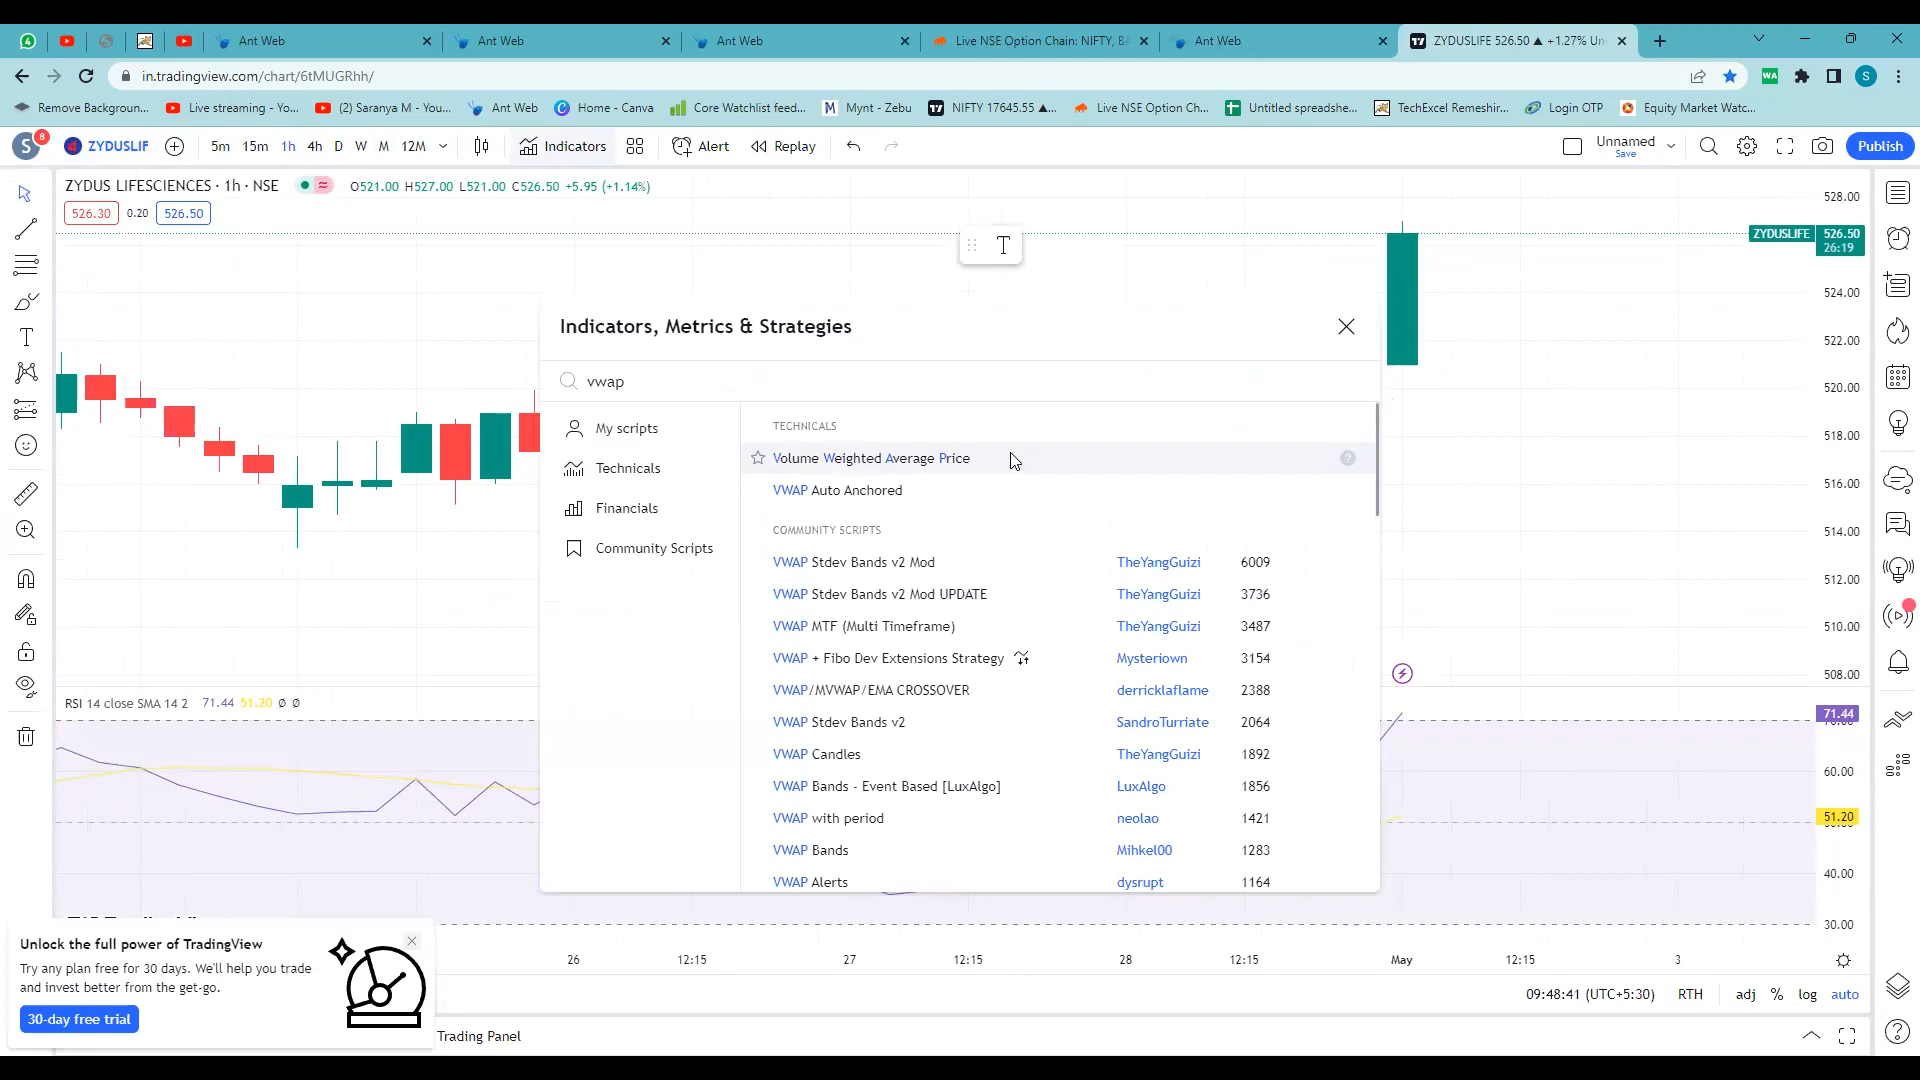 Ant Web
Ant Web
Ant Web
Live NSE Option Chain: NIFTY, BA
Ant Web
ZYDUSLIFE 526.50 ▲ +1.27% Un
in.tradingview.com/chart/6tMUGRhh/
Remove Backgroun...
Live streaming - Yo...
(2) Saranya M - You...
Ant Web
Home - Canva
Core Watchlist feed...
Mynt - Zebu
NIFTY 17645.55 ▲...
Live NSE Option Ch...
Untitled spreadshe...
TechExcel Remeshir...
Login OTP
Equity Market Watc...
S 8
ZYDUSLIF
5m 15m 1h 4h D W M 12M
Indicators
Alert
Replay
Unnamed
Save
Publish
ZYDUS LIFESCIENCES · 1h · NSE
O521.00 H527.00 L521.00 C526.50 +5.95 (+1.14%)
526.30 0.20 526.50
528.00
ZYDUSLIFE 526.50
26:19
524.00
522.00
520.00
518.00
516.00
514.00
512.00
510.00
508.00
Indicators, Metrics & Strategies
vwap
My scripts
Technicals
Financials
Community Scripts
TECHNICALS
Volume Weighted Average Price
VWAP Auto Anchored
COMMUNITY SCRIPTS
VWAP Stdev Bands v2 Mod TheYangGuizi 6009
VWAP Stdev Bands v2 Mod UPDATE TheYangGuizi 3736
VWAP MTF (Multi Timeframe) TheYangGuizi 3487
VWAP + Fibo Dev Extensions Strategy Mysteriown 3154
VWAP/MVWAP/EMA CROSSOVER derricklaflame 2388
VWAP Stdev Bands v2 SandroTurriate 2064
VWAP Candles TheYangGuizi 1892
VWAP Bands - Event Based [LuxAlgo] LuxAlgo 1856
VWAP with period neolao 1421
VWAP Bands Mihkel00 1283
VWAP Alerts dysrupt 1164
RSI 14 close SMA 14 2 71.44 51.20 Ø Ø
71.44
60.00
51.20
40.00
30.00
26 12:15 27 12:15 28 12:15 May 12:15 3
09:48:41 (UTC+5:30) RTH adj % log auto
Unlock the full power of TradingView
Try any plan free for 30 days. We'll help you trade
and invest better from the get-go.
30-day free trial
Trading Panel